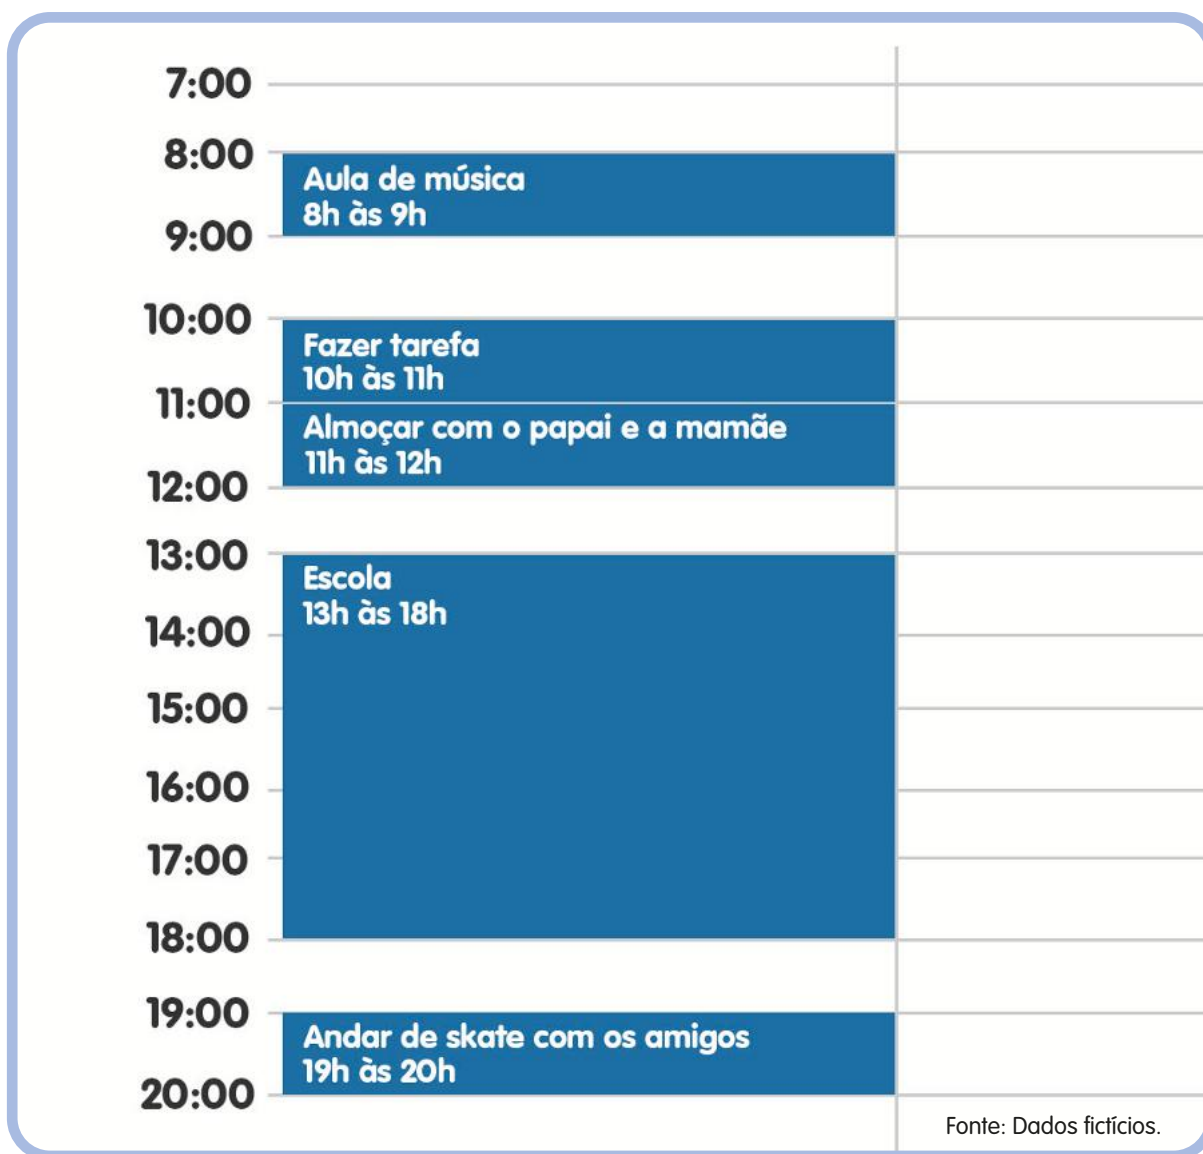 7:00
8:00
Aula de música
8h às 9h
9:00
10:00
Fazer tarefa
10h às 11h
11:00
Almoçar com o papai e a mamãe
11h às 12h
12:00
13:00
Escola
13h às 18h
14:00
15:00
16:00
17:00
18:00
19:00
Andar de skate com os amigos
19h às 20h
20:00
Fonte: Dados fictícios.